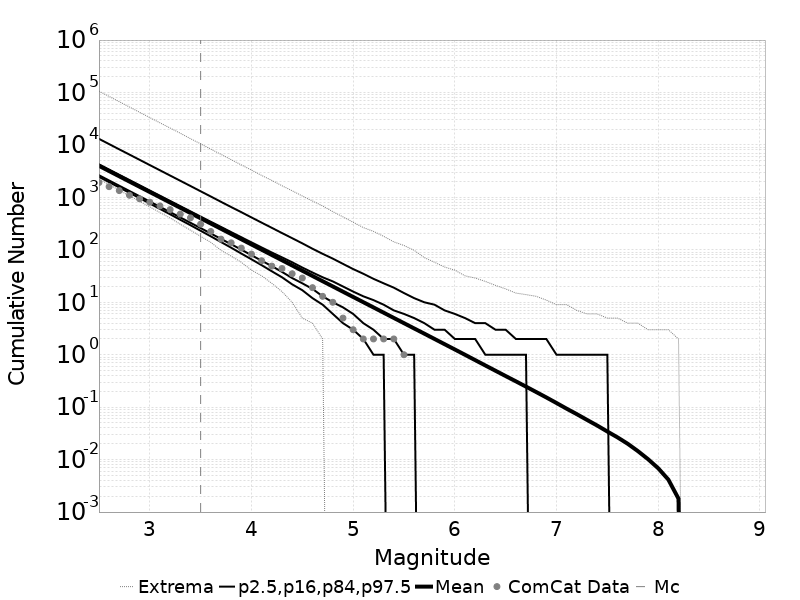 10^6
10^5
10^4
10^3
10^2
10^1
10^0
10^-1
10^-2
10^-3
Cumulative Number
3 4 5 6 7 8 9
Magnitude
Extrema p2.5,p16,p84,p97.5 Mean ComCat Data Mc